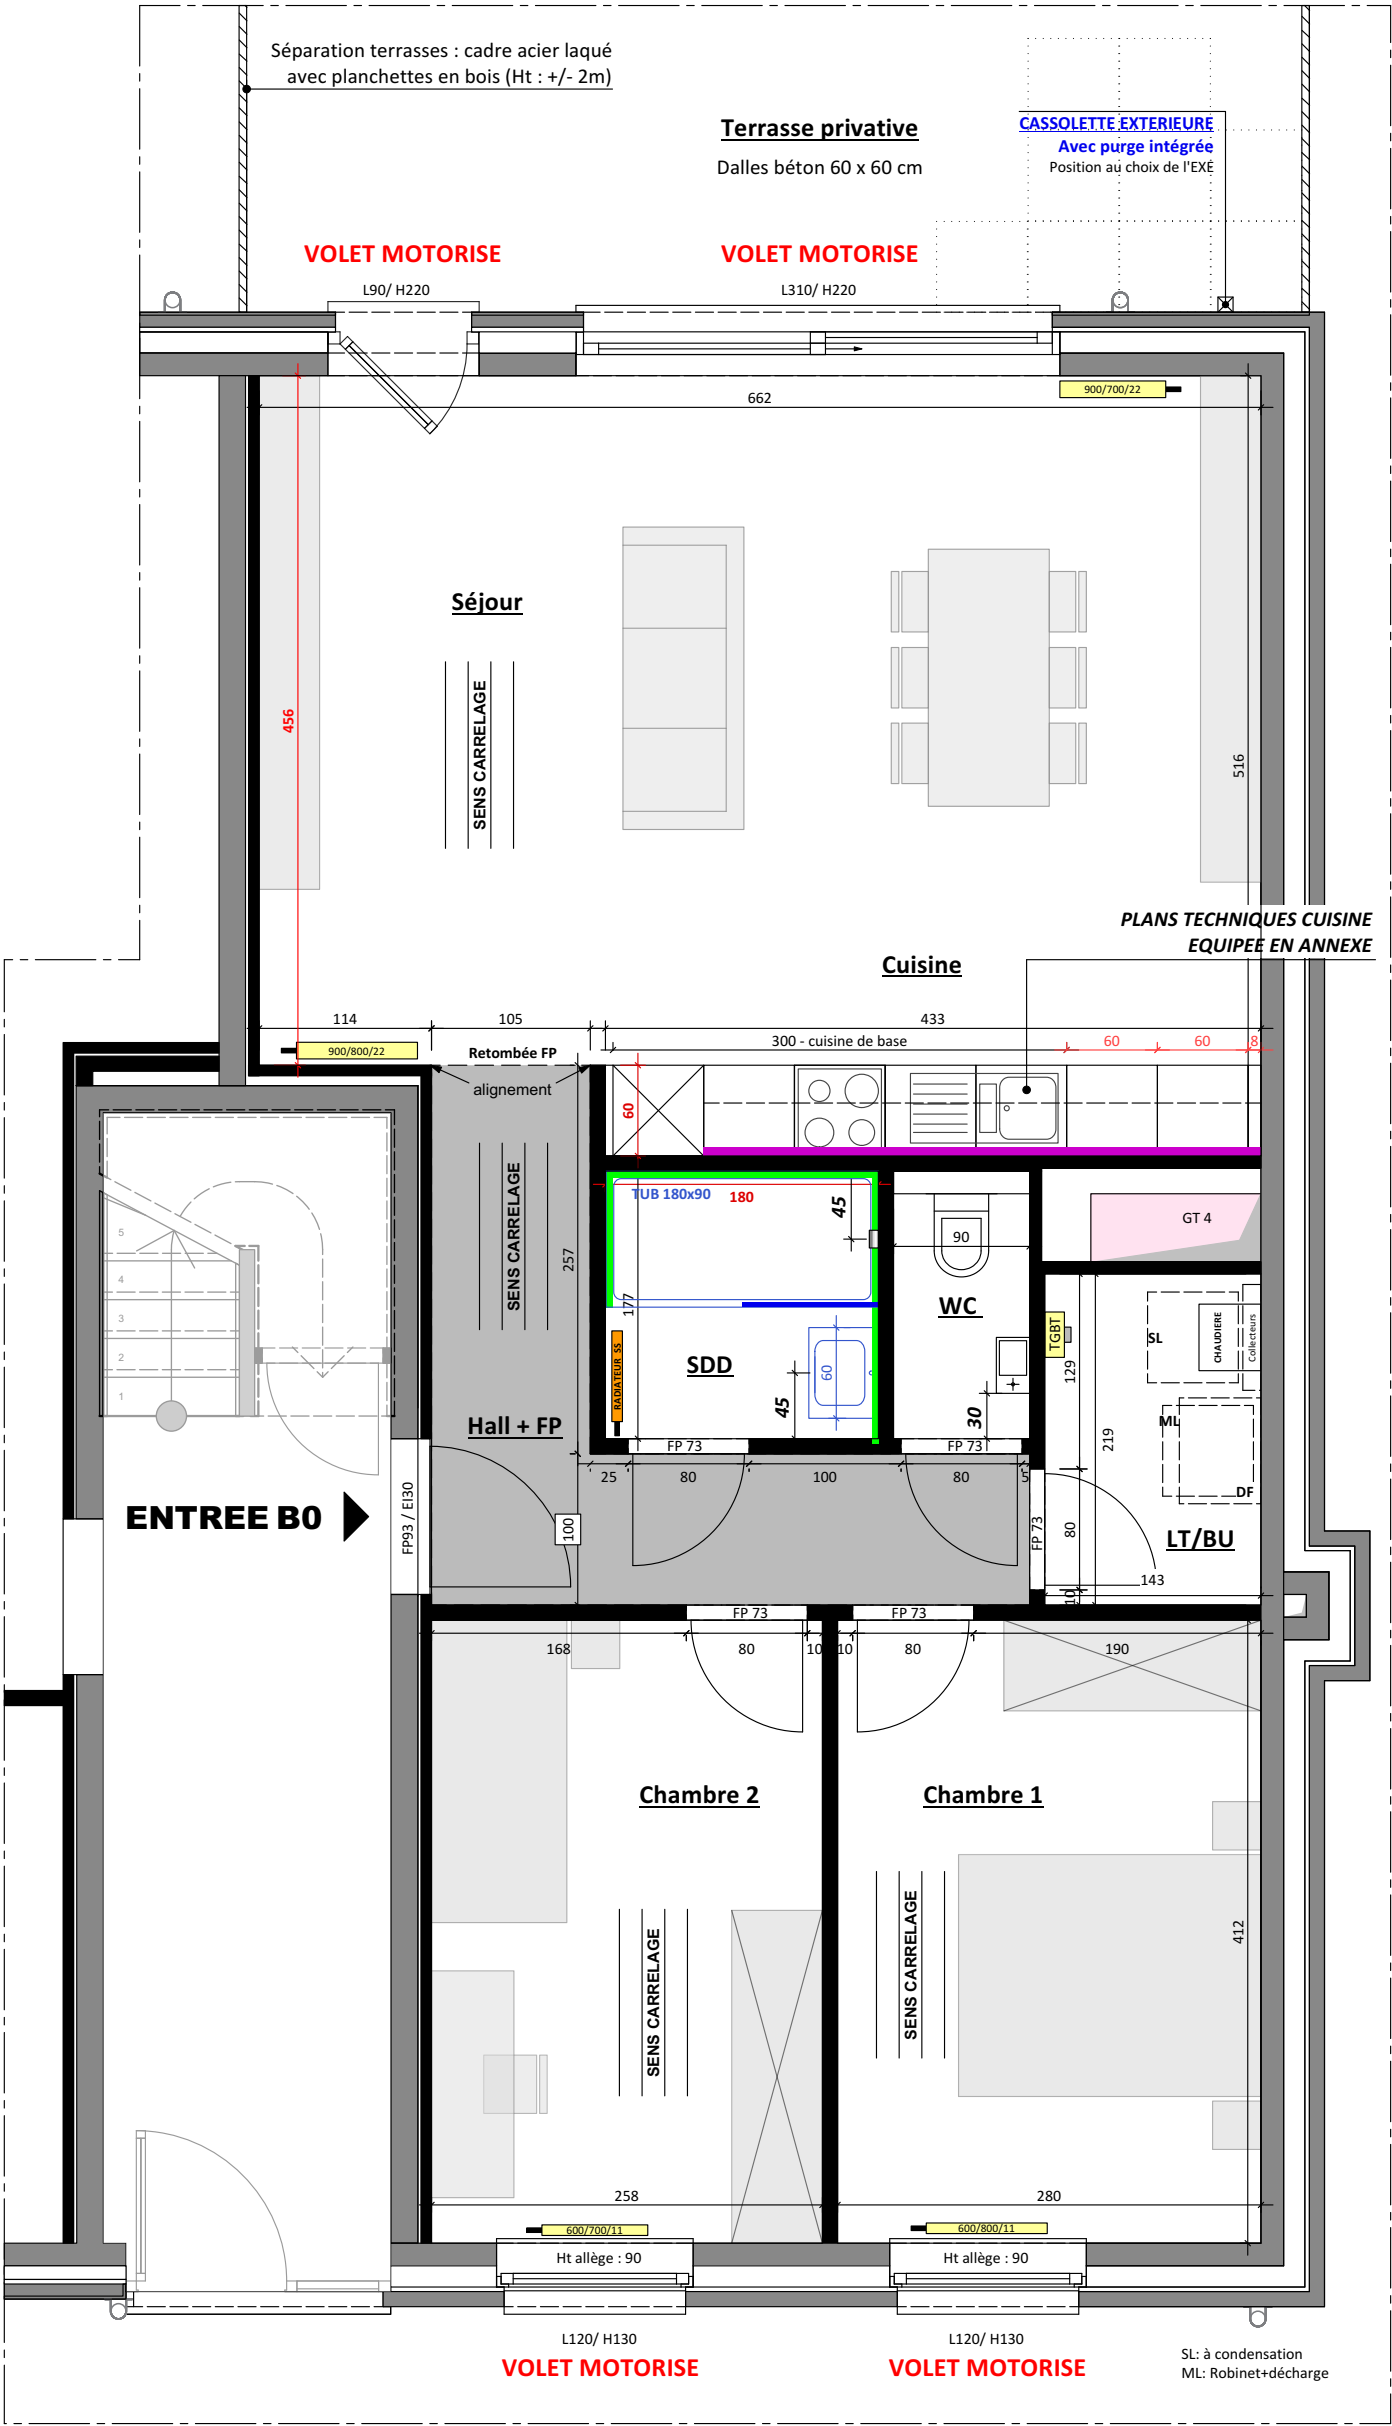 Séparation terrasses : cadre acier laqué
avec planchettes en bois (Ht : +/- 2m)
Terrasse privative
Dalles béton 60 x 60 cm
CASSOLETTE EXTERIEURE
Avec purge intégrée
Position au choix de l'EXE
VOLET MOTORISE
VOLET MOTORISE
L90/ H220
L310/ H220
900/700/22
662
Séjour
SENS CARRELAGE
456
516
PLANS TECHNIQUES CUISINE
EQUIPEE EN ANNEXE
Cuisine
114
105
433
900/800/22
Retombée FP
300 - cuisine de base
60
60
8
alignement
60
SENS CARRELAGE
257
TUB 180x90
180
45
90
GT 4
5
4
3
2
1
177
WC
SDD
RADIATEUR SS
60
45
30
TGBT
129
SL
CHAUDIERE
Collecteurs
ML
219
DF
Hall + FP
FP 73
FP 73
25
80
100
80
5
ENTREE B0
FP93 / EI30
100
FP 73
80
LT/BU
143
10
FP 73
FP 73
168
80
10
10
80
190
Chambre 2
Chambre 1
SENS CARRELAGE
SENS CARRELAGE
412
258
280
600/700/11
600/800/11
Ht allège : 90
Ht allège : 90
L120/ H130
L120/ H130
VOLET MOTORISE
VOLET MOTORISE
SL: à condensation
ML: Robinet+décharge